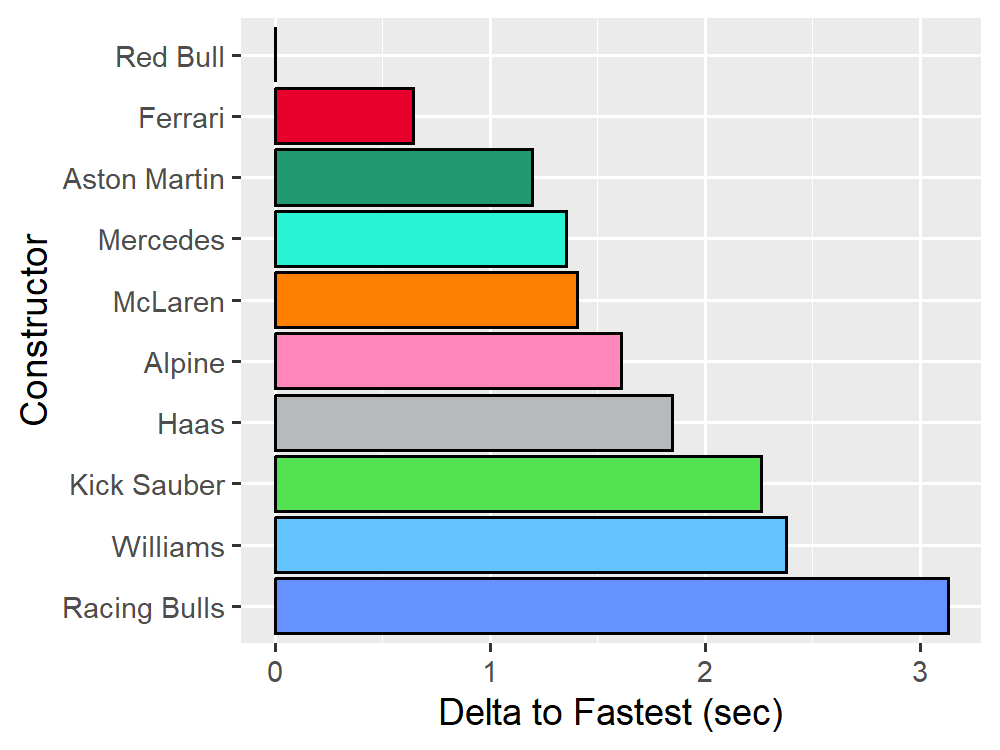 Constructor
Red Bull
Ferrari
Aston Martin
Mercedes
McLaren
Alpine
Haas
Kick Sauber
Williams
Racing Bulls
0 1 2 3
Delta to Fastest (sec)